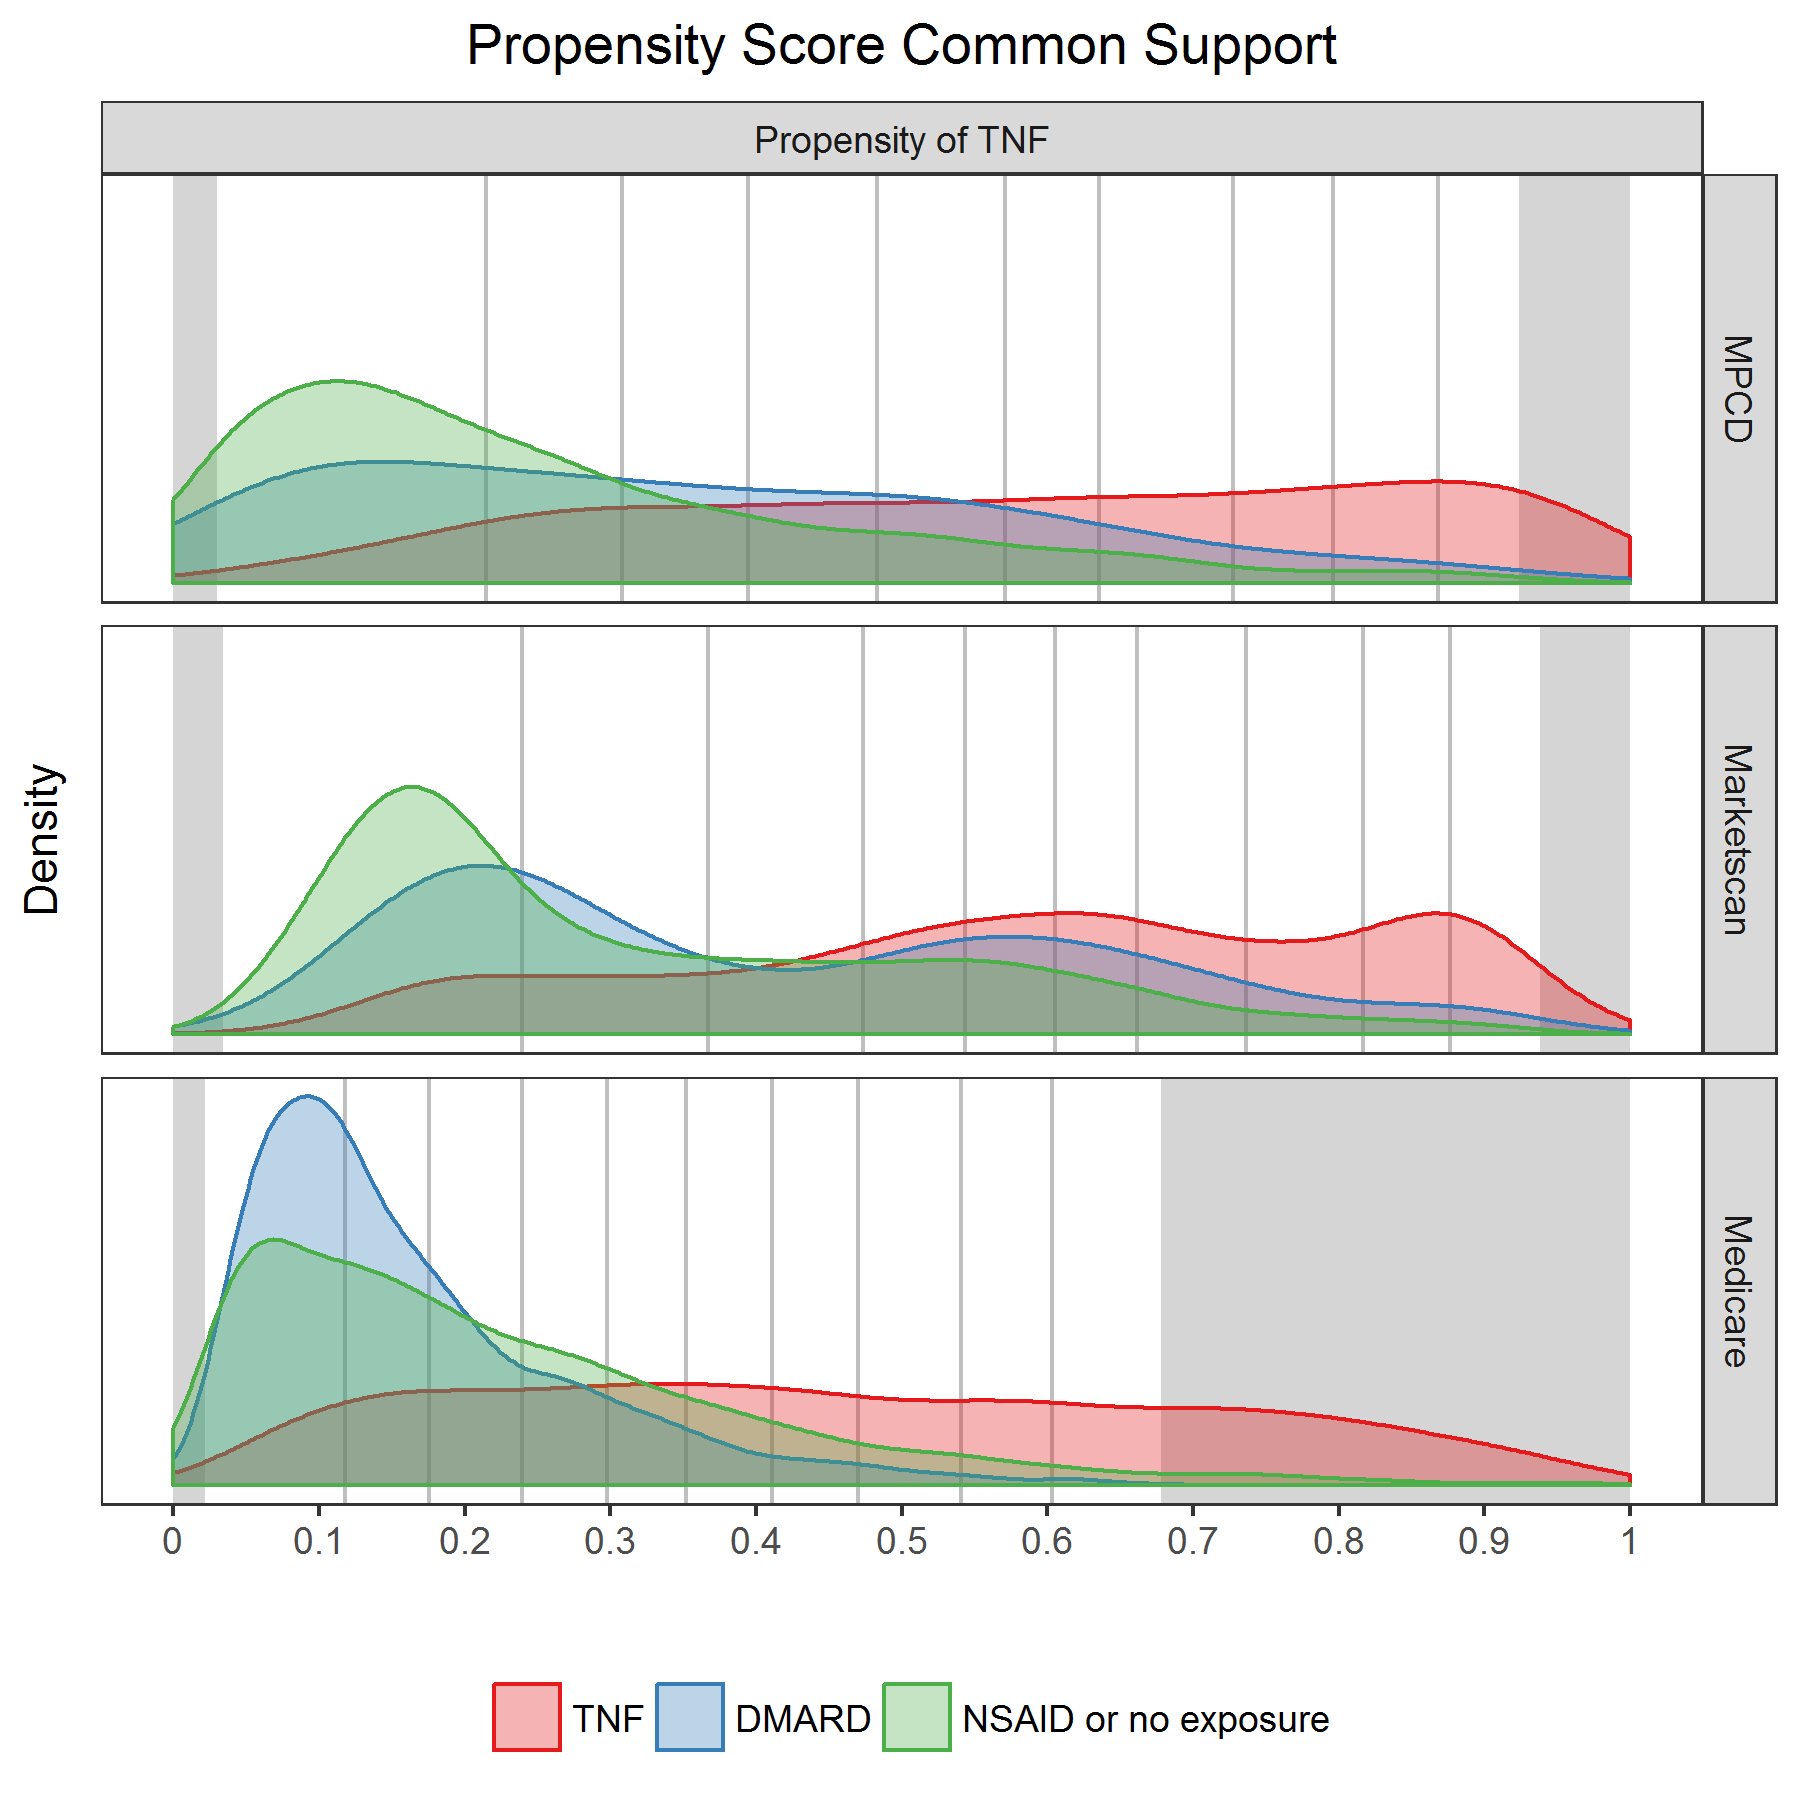 Propensity Score Common Support
Propensity of TNF
MPCD
Marketscan
Medicare
Density
0 0.1 0.2 0.3 0.4 0.5 0.6 0.7 0.8 0.9 1
TNF DMARD NSAID or no exposure